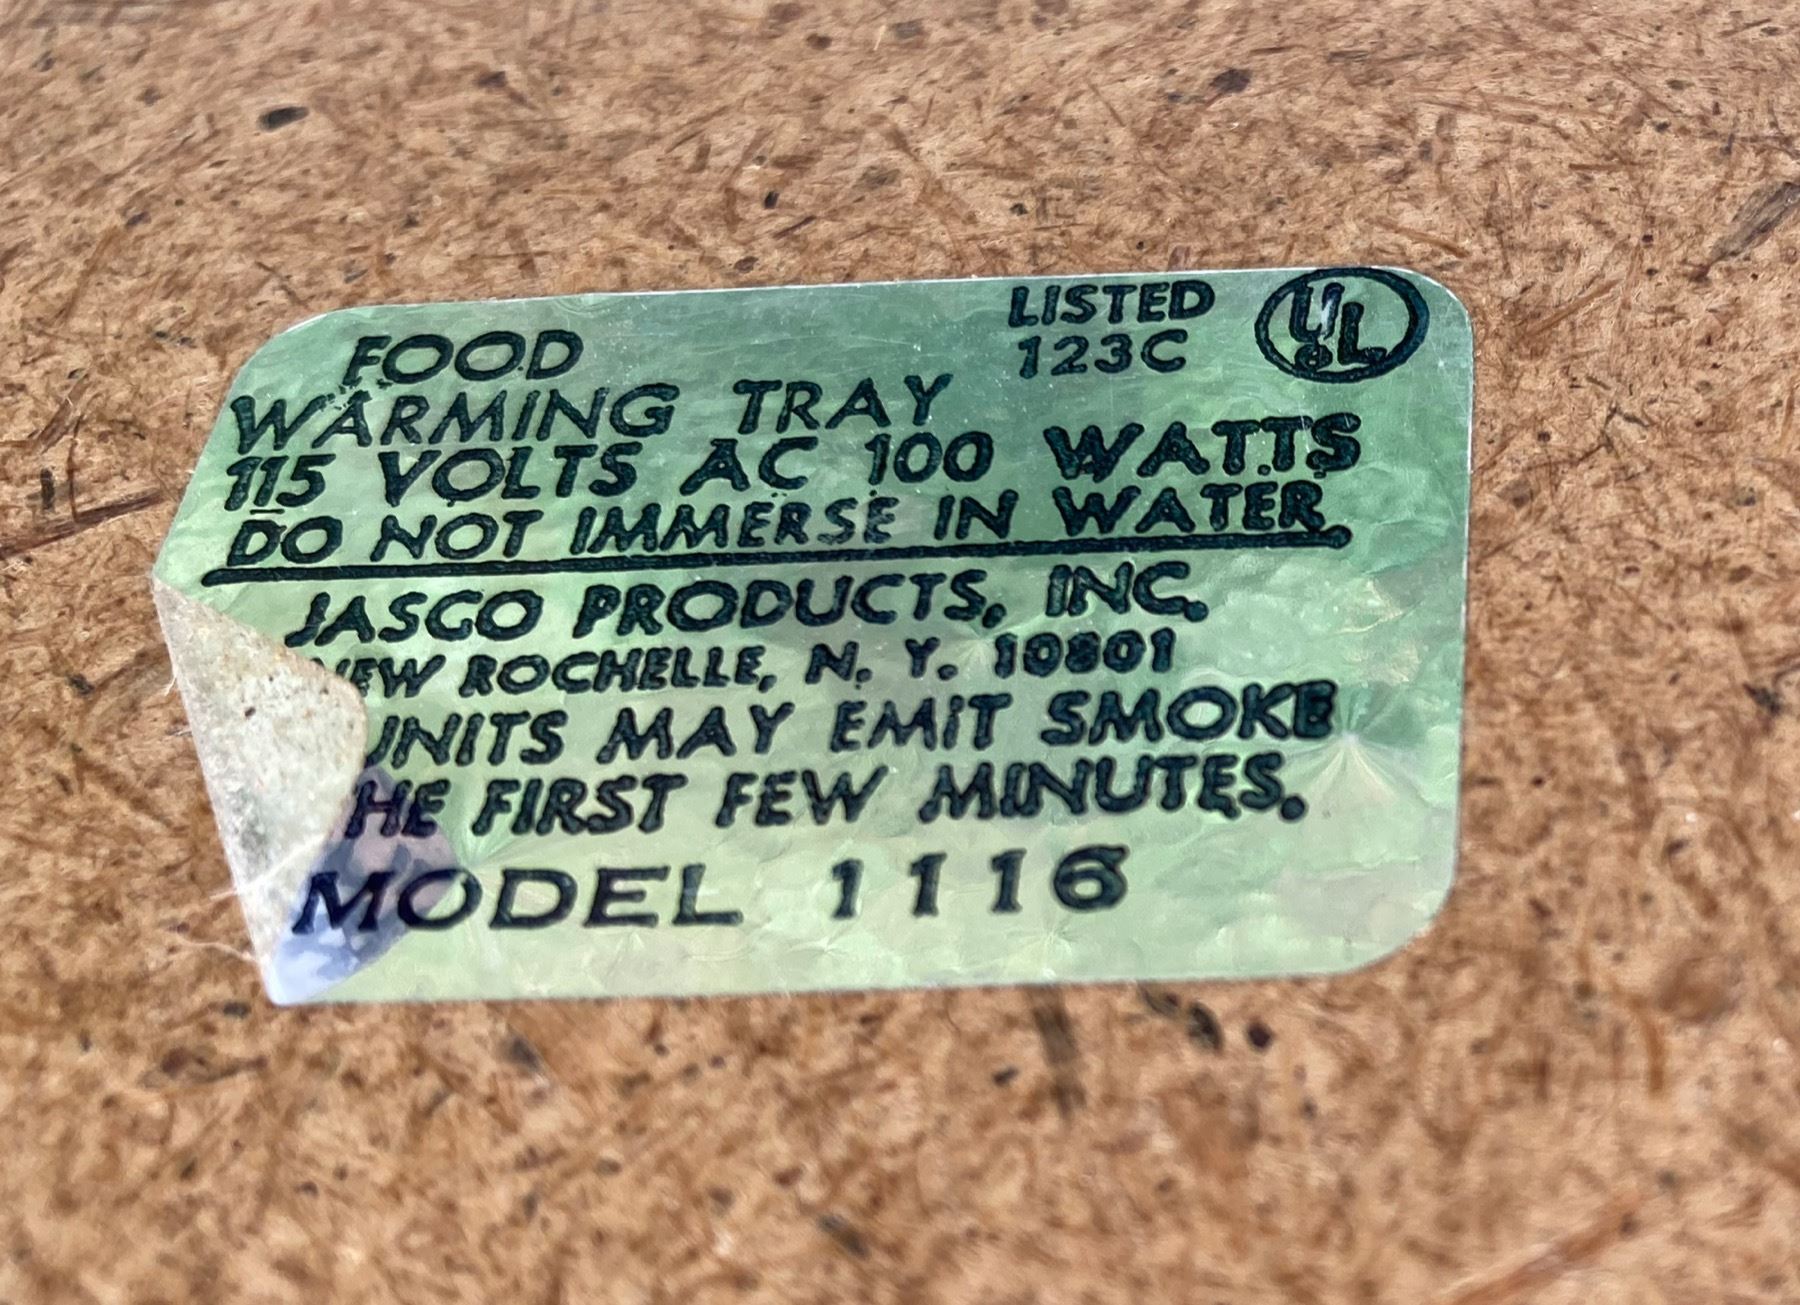 LISTED
123C
UL
FOOD
WARMING TRAY
115 VOLTS AC 100 WATTS
DO NOT IMMERSE IN WATER.
JASCO PRODUCTS, INC.
EW ROCHELLE, N. Y. 10801
UNITS MAY EMIT SMOKE
HE FIRST FEW MINUTES.
MODEL 1116